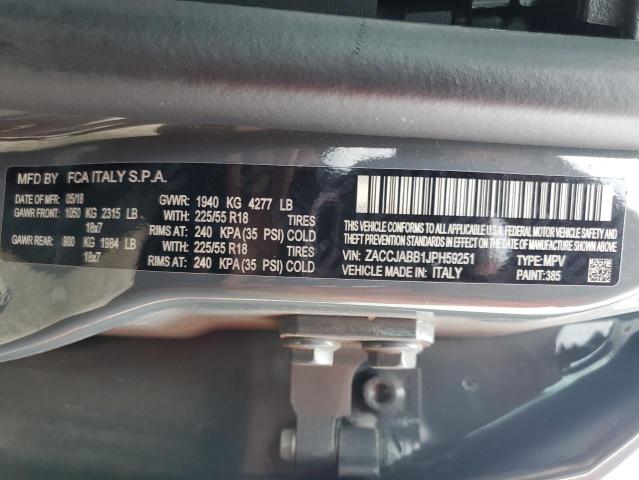 MFD BY FCA ITALY S.P.A.
DATE OF MFR: 05/18 GVWR: 1940 KG 4277 LB
GAWR FRONT: 1050 KG 2315 LB WITH: 225/55 R18 TIRES
18x7 RIMS AT: 240 KPA (35 PSI) COLD
GAWR REAR: 900 KG 1984 LB WITH: 225/55 R18 TIRES
18x7 RIMS AT: 240 KPA (35 PSI) COLD
THIS VEHICLE CONFORMS TO ALL APPLICABLE U.S. FEDERAL MOTOR VEHICLE SAFETY
AND THEFT PREVENTION STANDARDS IN EFFECT ON THE DATE OF MANUFACTURE SHOWN ABOVE
VIN: ZACCJABB1JPH59251 TYPE: MPV
VEHICLE MADE IN: ITALY PAINT: 385